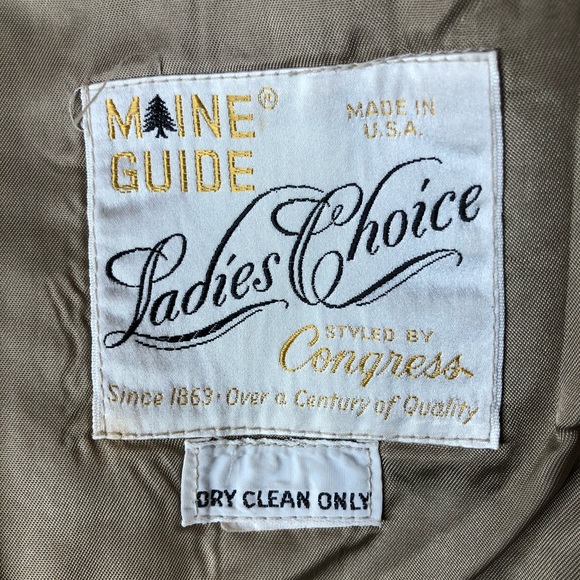 MAINE®
GUIDE
MADE IN
U.S.A.
Ladies Choice
STYLED BY
Congress
Since 1863 · Over a Century of Quality
DRY CLEAN ONLY